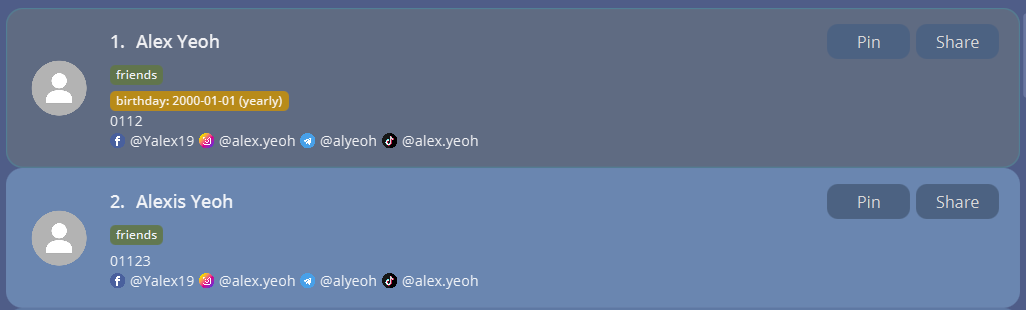 1. Alex Yeoh
Pin Share
friends
birthday: 2000-01-01 (yearly)
0112
@Yalex19 @alex.yeoh @alyeoh @alex.yeoh
2. Alexis Yeoh
Pin Share
friends
01123
@Yalex19 @alex.yeoh @alyeoh @alex.yeoh